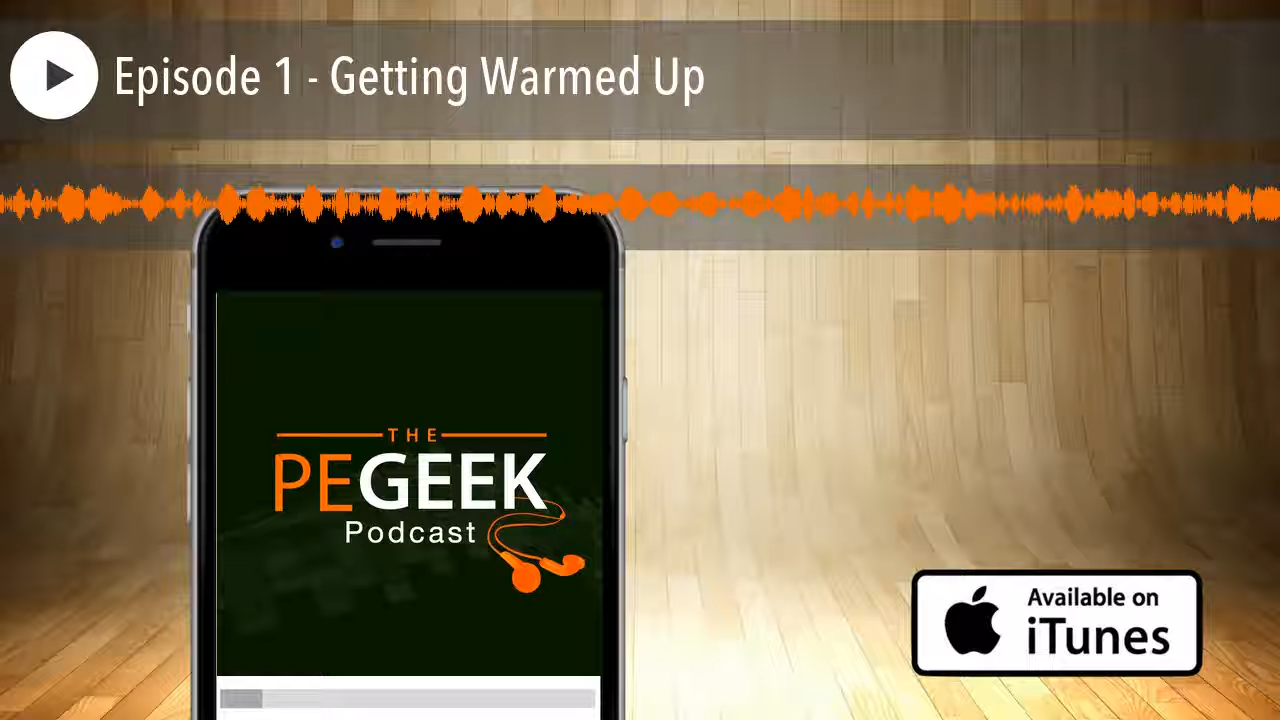 Episode 1 - Getting Warmed Up
THE
PEGEEK
Podcast
Available on
iTunes